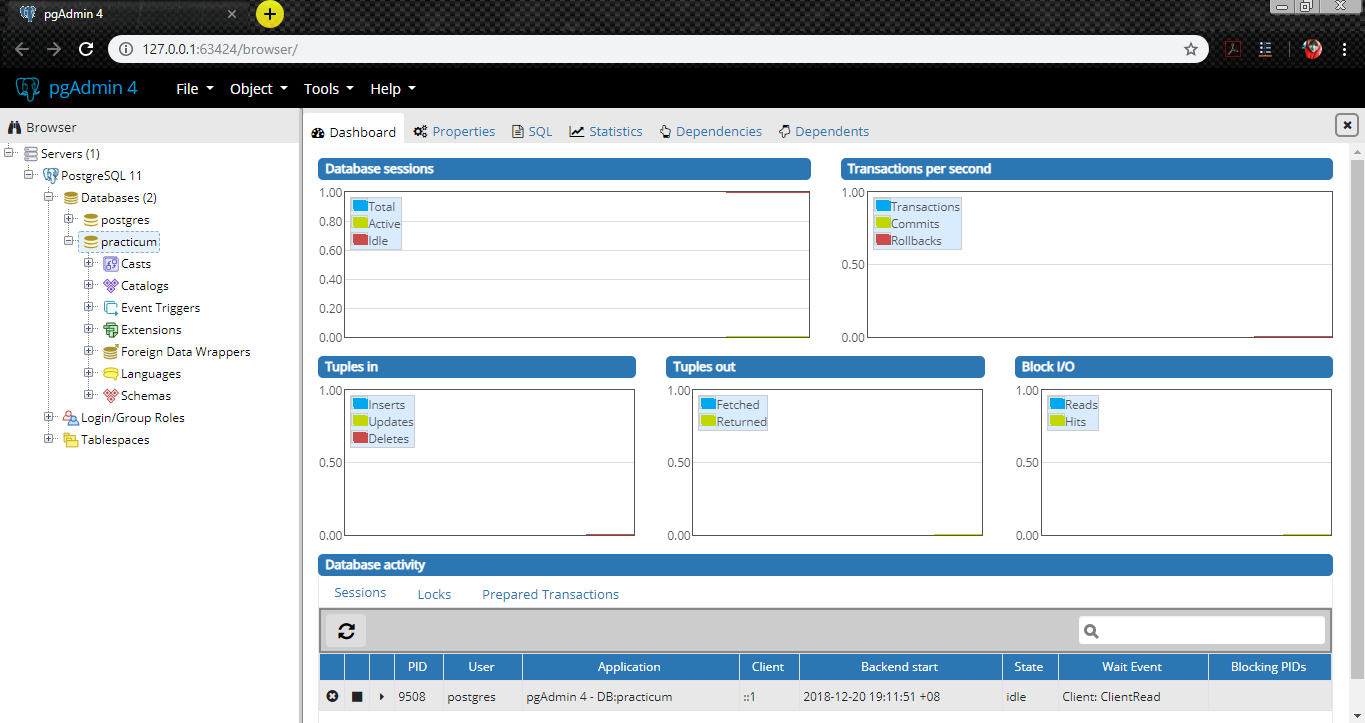 pgAdmin 4
127.0.0.1:63424/browser/
pgAdmin 4 File Object Tools Help
Browser
Servers (1)
PostgreSQL 11
Databases (2)
postgres
practicum
Casts
Catalogs
Event Triggers
Extensions
Foreign Data Wrappers
Languages
Schemas
Login/Group Roles
Tablespaces
Dashboard Properties SQL Statistics Dependencies Dependents
Database sessions
1.00
0.80
0.60
0.40
0.20
0.00
Total
Active
Idle
Transactions per second
1.00
0.50
0.00
Transactions
Commits
Rollbacks
Tuples in
1.00
0.50
0.00
Inserts
Updates
Deletes
Tuples out
1.00
0.50
0.00
Fetched
Returned
Block I/O
1.00
0.50
0.00
Reads
Hits
Database activity
Sessions Locks Prepared Transactions
PID User Application Client Backend start State Wait Event Blocking PIDs
9508 postgres pgAdmin 4 - DB:practicum ::1 2018-12-20 19:11:51 +08 idle Client: ClientRead